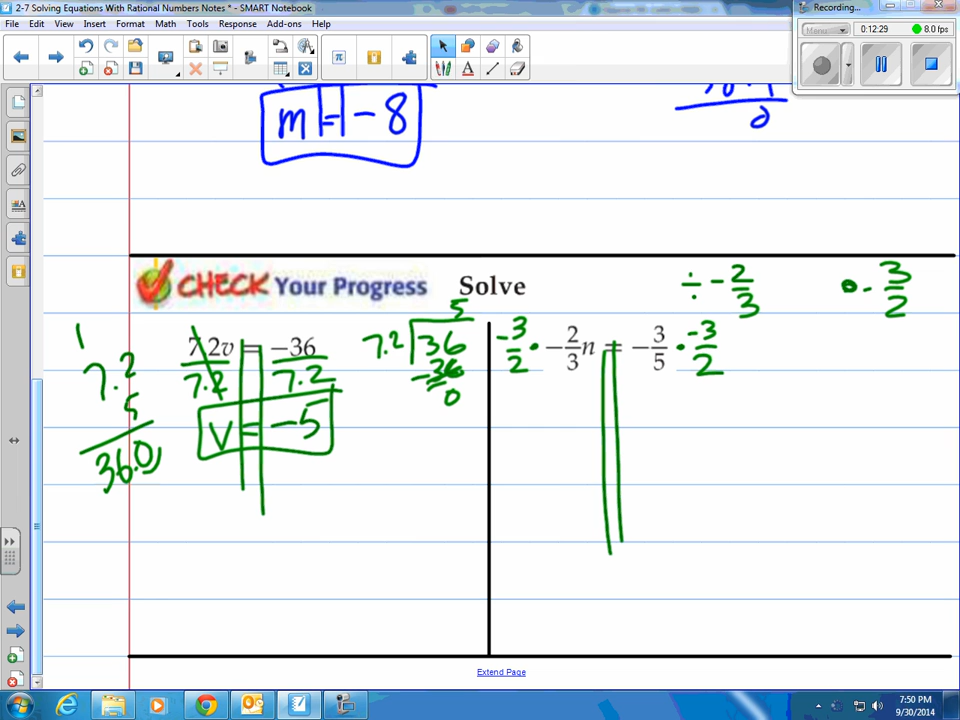 2-7 Solving Equations With Rational Numbers Notes * - SMART Notebook
Recording...
File Edit View Insert Format Tools Response Add-ons Help
Menu 0:12:29 8.0 fps
m = -8
CHECK Your Progress Solve
÷ - 2/3
• - 3/2
7.2v = -36
7.2 7.2
v = -5
1
7.2
5
36.0
5
7.2 36
-36
0
-3/2 • -2/3 n = -3/5 • -3/2
Extend Page
7:50 PM
9/30/2014